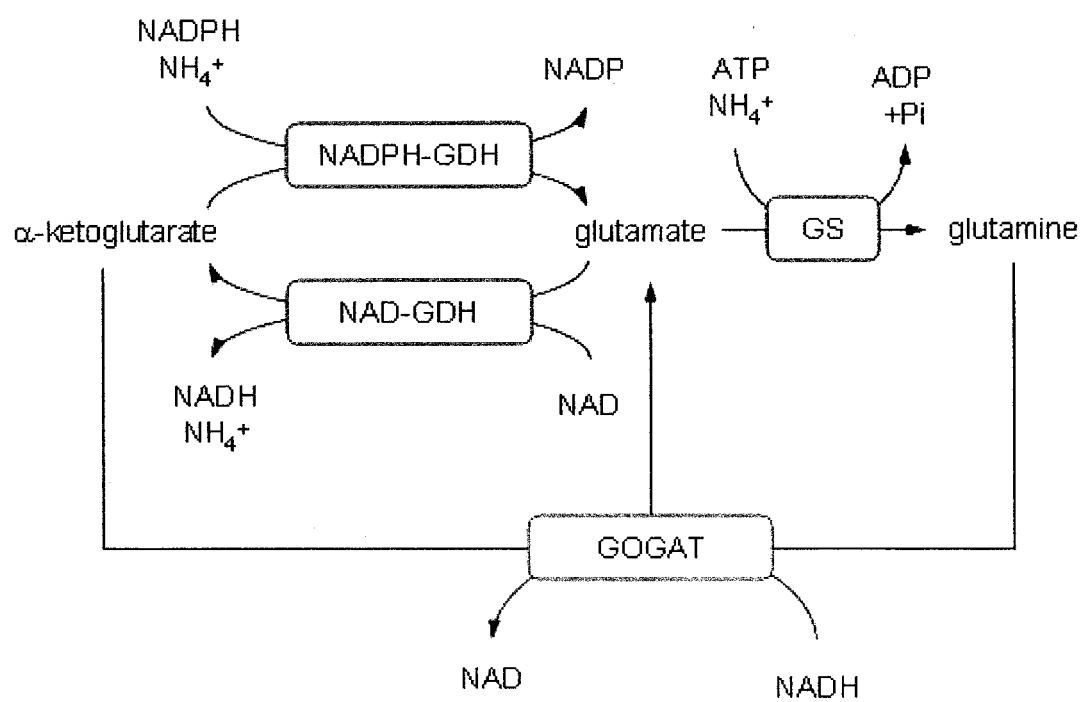 NADPH
NH₄⁺
NADP
ATP
NH₄⁺
ADP
+Pi
NADPH-GDH
α-ketoglutarate
glutamate
GS
glutamine
NAD-GDH
NADH
NH₄⁺
NAD
GOGAT
NAD
NADH